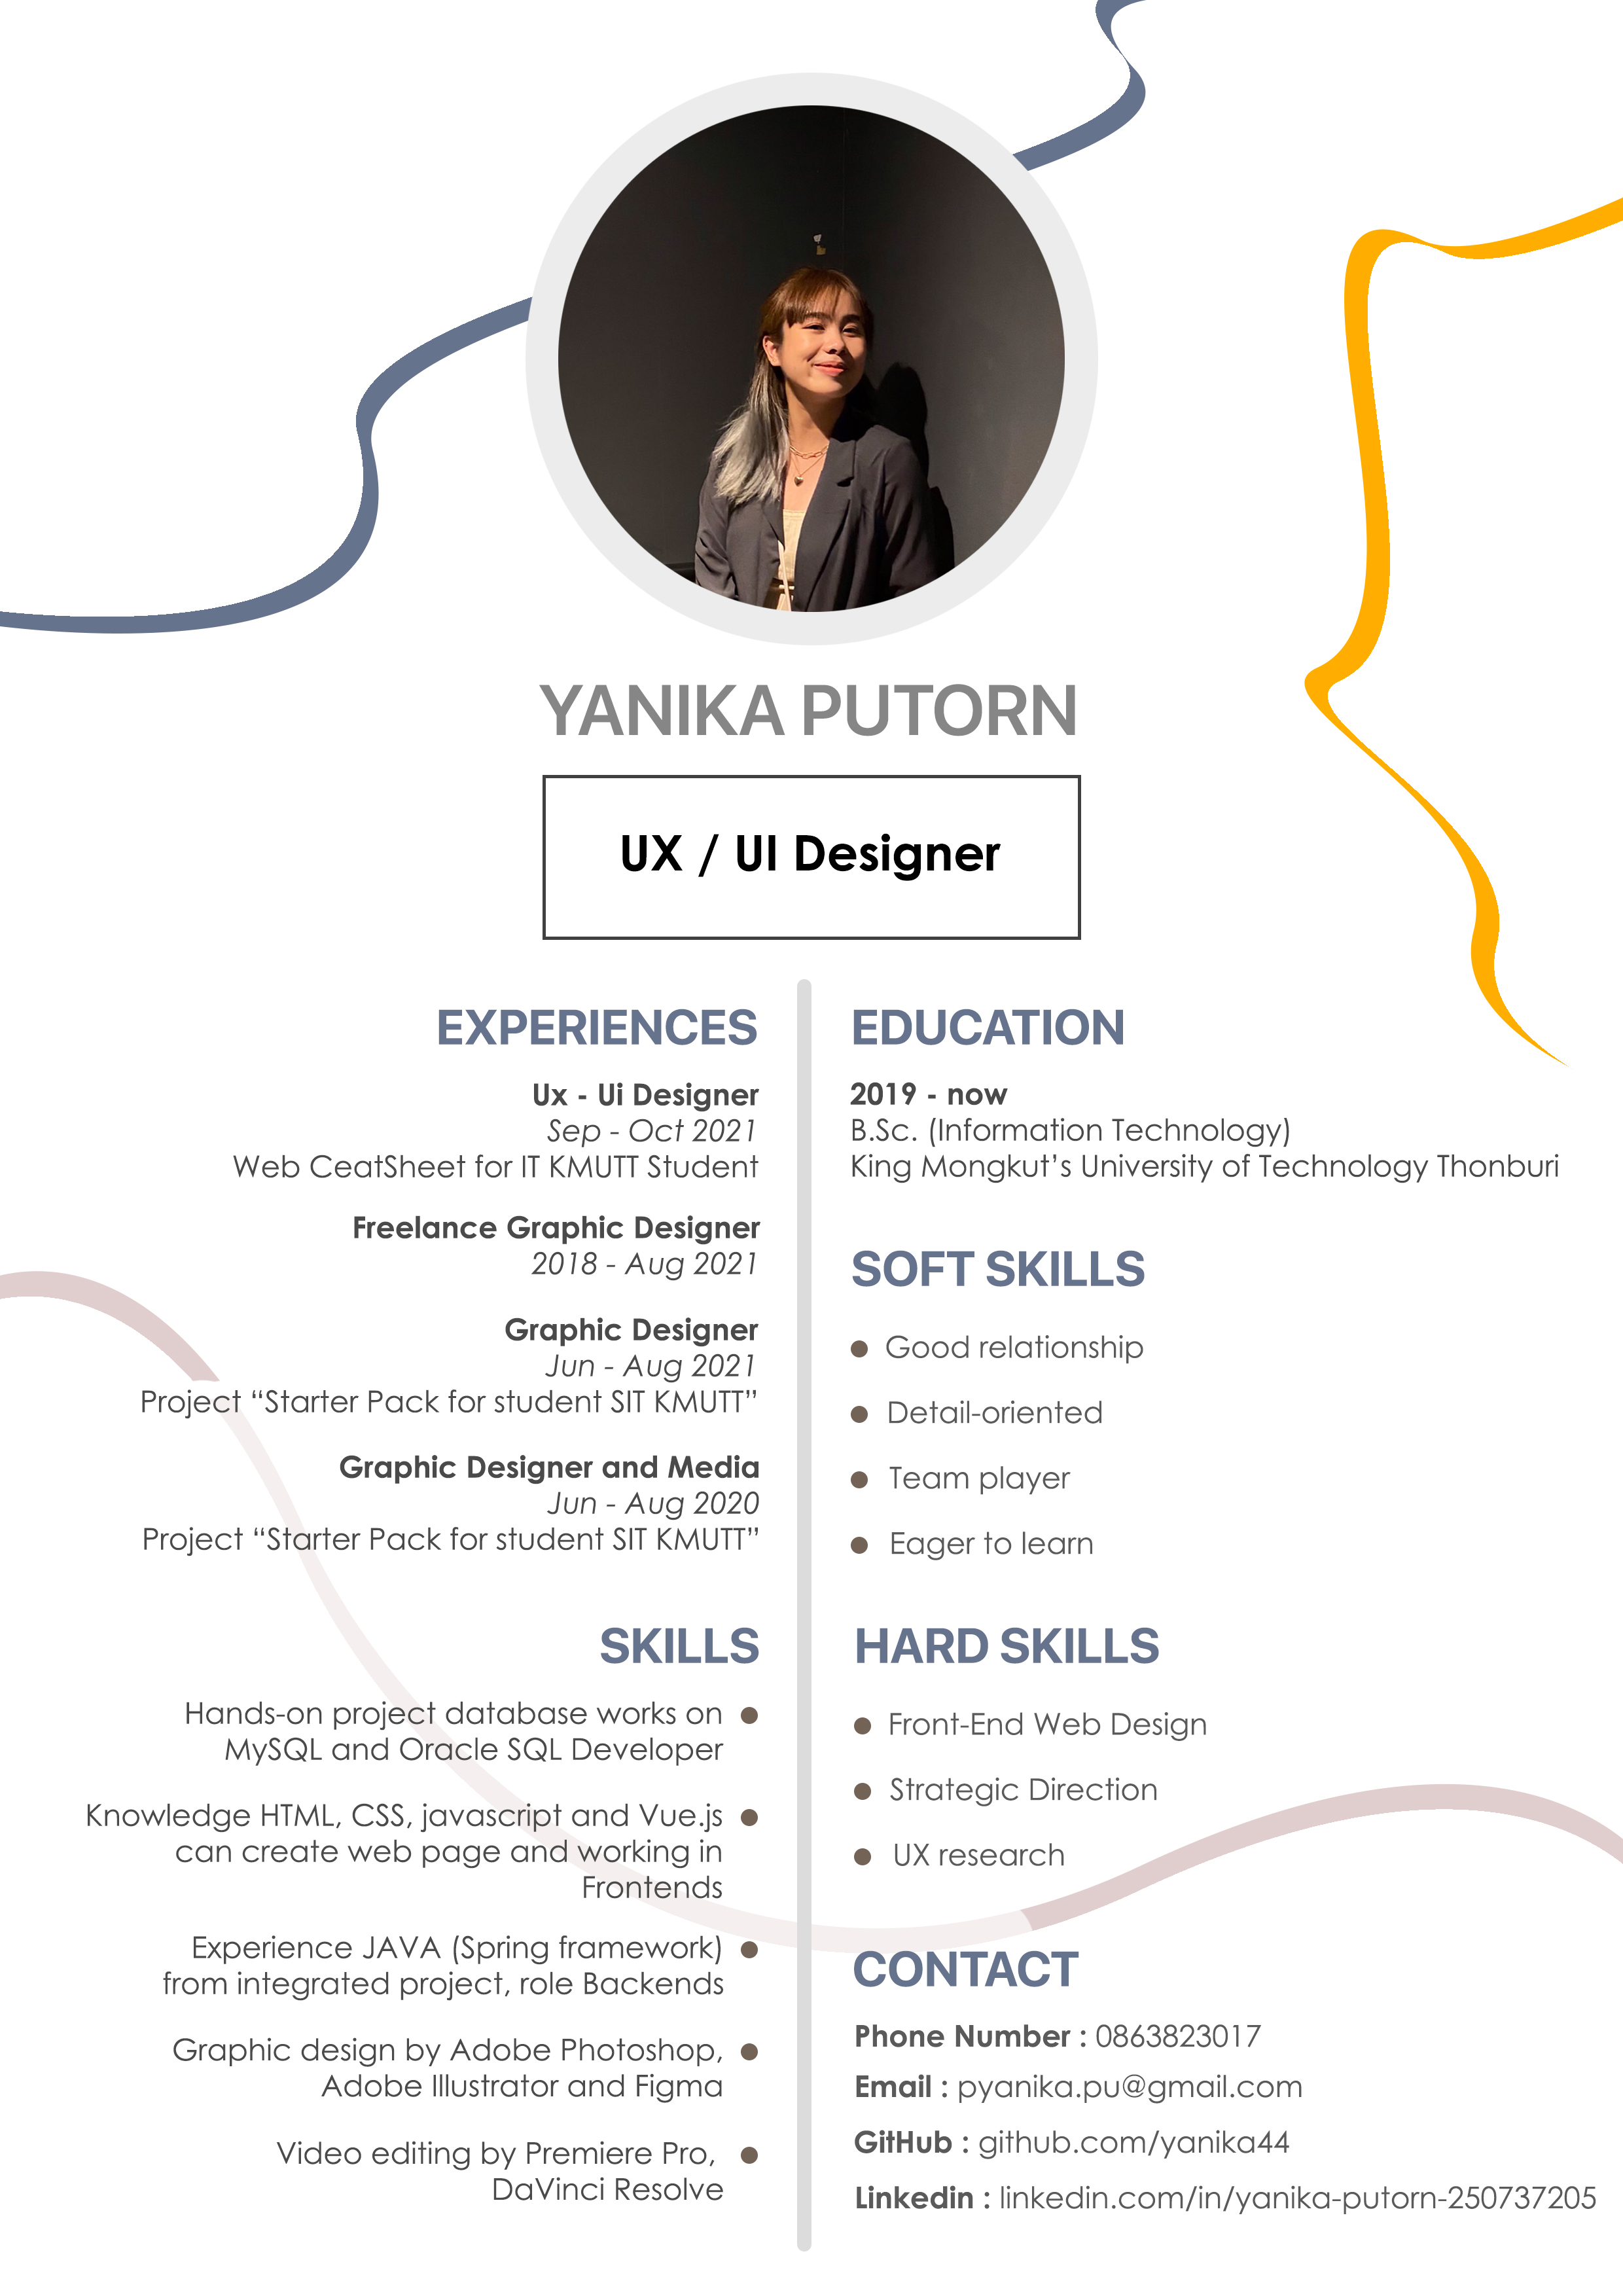 YANIKA PUTORN
UX / UI Designer
EXPERIENCES
Ux - Ui Designer
Sep - Oct 2021
Web CeatSheet for IT KMUTT Student
Freelance Graphic Designer
2018 - Aug 2021
Graphic Designer
Jun - Aug 2021
Project “Starter Pack for student SIT KMUTT”
Graphic Designer and Media
Jun - Aug 2020
Project “Starter Pack for student SIT KMUTT”
SKILLS
Hands-on project database works on
MySQL and Oracle SQL Developer
Knowledge HTML, CSS, javascript and Vue.js
can create web page and working in
Frontends
Experience JAVA (Spring framework)
from integrated project, role Backends
Graphic design by Adobe Photoshop,
Adobe Illustrator and Figma
Video editing by Premiere Pro,
DaVinci Resolve
EDUCATION
2019 - now
B.Sc. (Information Technology)
King Mongkut’s University of Technology Thonburi
SOFT SKILLS
Good relationship
Detail-oriented
Team player
Eager to learn
HARD SKILLS
Front-End Web Design
Strategic Direction
UX research
CONTACT
Phone Number : 0863823017
Email : pyanika.pu@gmail.com
GitHub : github.com/yanika44
Linkedin : linkedin.com/in/yanika-putorn-250737205